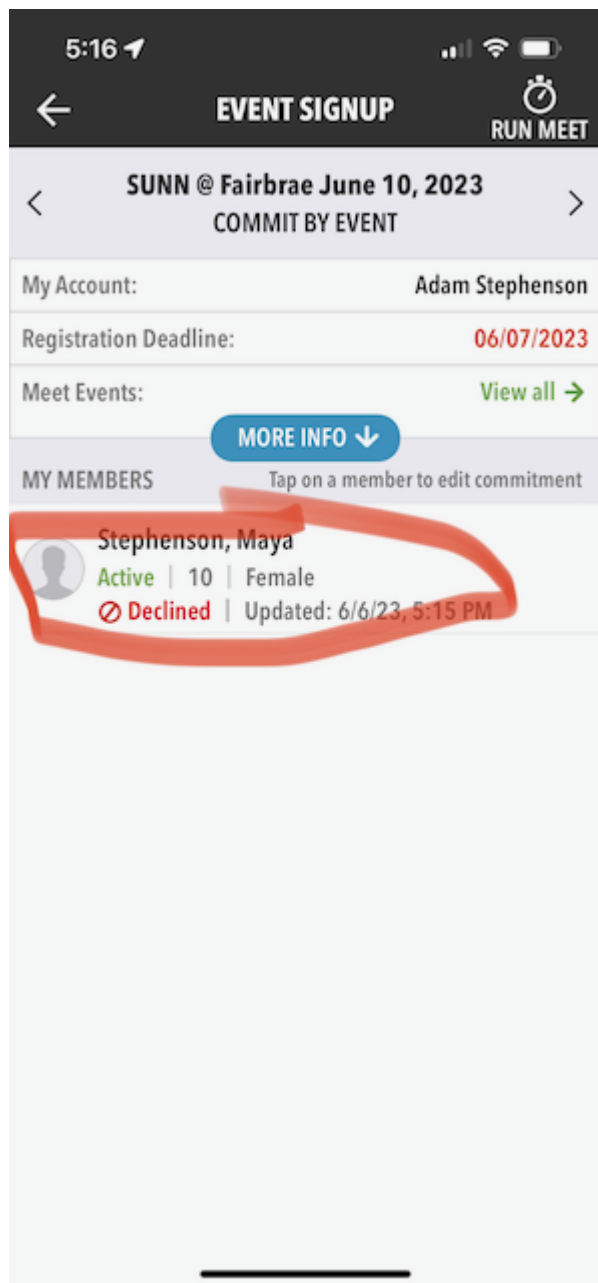 5:16
EVENT SIGNUP
RUN MEET
SUNN @ Fairbrae June 10, 2023
COMMIT BY EVENT
My Account: Adam Stephenson
Registration Deadline: 06/07/2023
Meet Events: View all →
MORE INFO ↓
MY MEMBERS Tap on a member to edit commitment
Stephenson, Maya
Active | 10 | Female
Declined | Updated: 6/6/23, 5:15 PM